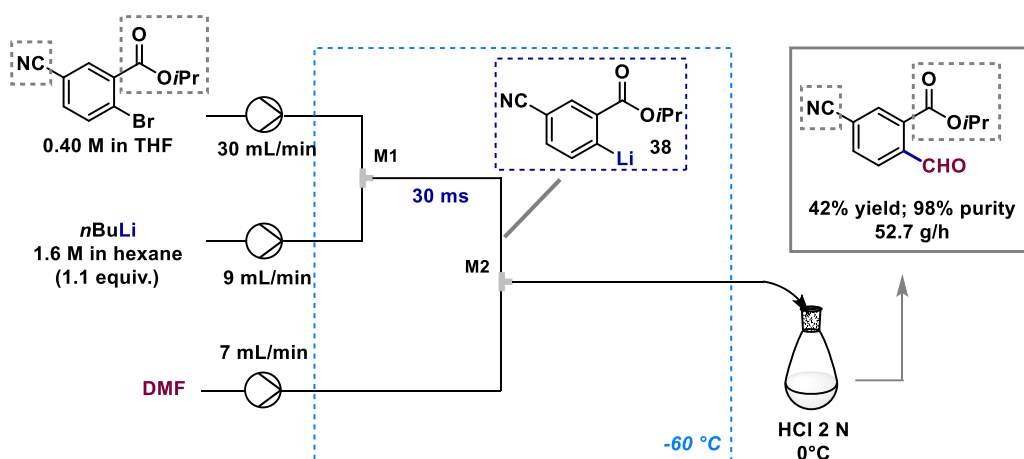 NC
O
OiPr
Br
0.40 M in THF
30 mL/min
M1
30 ms
nBuLi
1.6 M in hexane
(1.1 equiv.)
9 mL/min
NC
O
OiPr
Li
38
M2
7 mL/min
DMF
-60 °C
HCl 2 N
0°C
NC
O
OiPr
CHO
42% yield; 98% purity
52.7 g/h